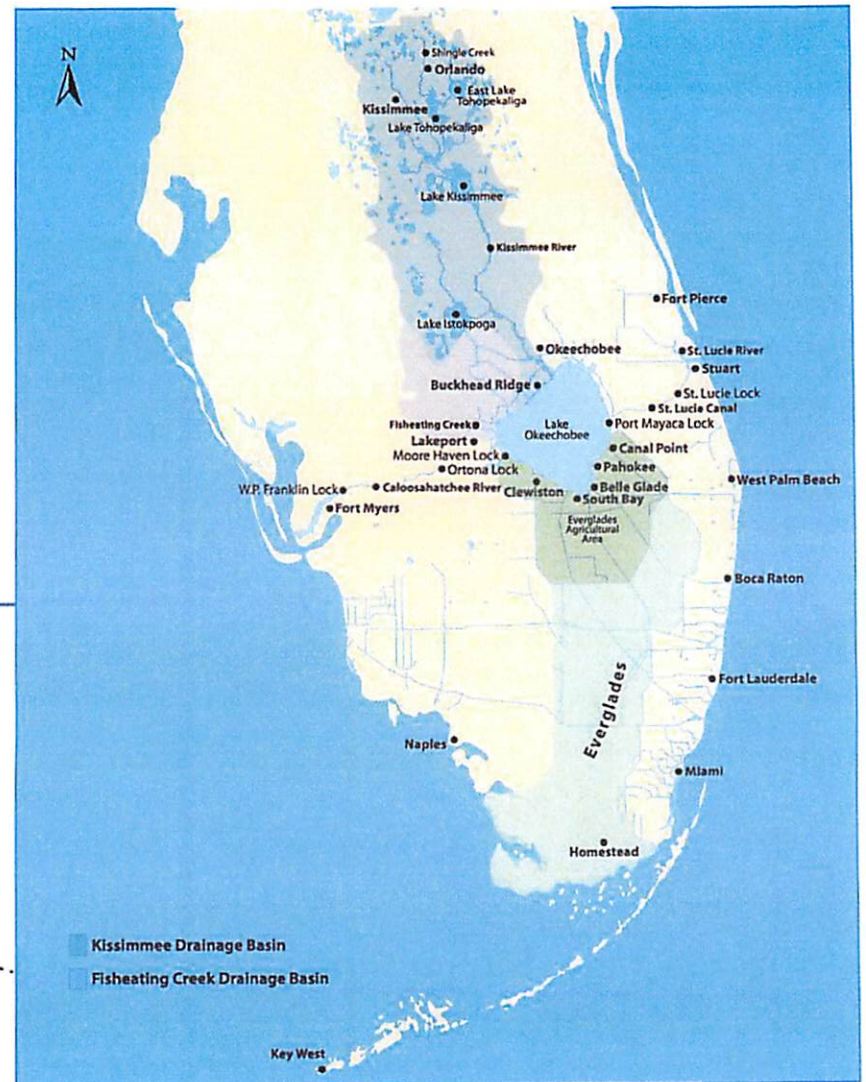 N
Shingle Creek
Orlando
East Lake
Tohopekaliga
Kissimmee
Lake Tohopekaliga
Lake Kissimmee
Kissimmee River
Fort Pierce
Lake Istokpoga
Okeechobee
St. Lucie River
Stuart
Buckhead Ridge
St. Lucie Lock
St. Lucie Canal
Fisheating Creek
Lake
Okeechobee
Port Mayaca Lock
Lakeport
Canal Point
Moore Haven Lock
Ortona Lock
Pahokee
W.P. Franklin Lock
Caloosahatchee River
Clewiston
Belle Glade
West Palm Beach
South Bay
Fort Myers
Everglades
Agricultural
Area
Boca Raton
Everglades
Fort Lauderdale
Naples
Miami
Homestead
Kissimmee Drainage Basin
Fisheating Creek Drainage Basin
Key West